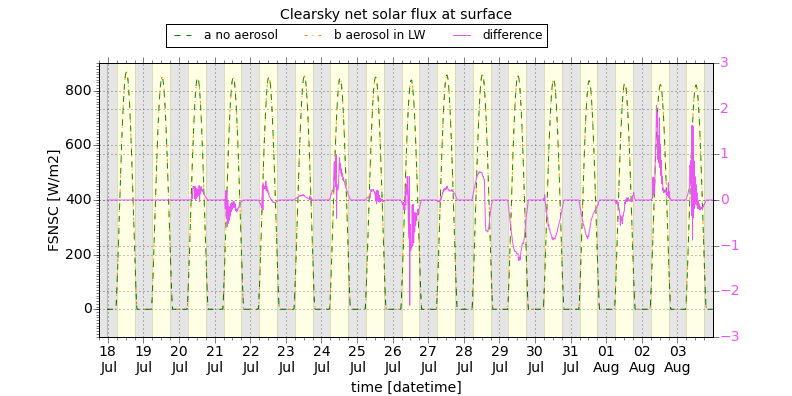 Clearsky net solar flux at surface
a no aerosol b aerosol in LW difference
FSNSC [W/m2]
800
600
400
200
0
3
2
1
0
−1
−2
−3
18 19 20 21 22 23 24 25 26 27 28 29 30 31 01 02 03
Jul Jul Jul Jul Jul Jul Jul Jul Jul Jul Jul Jul Jul Jul Aug Aug Aug
time [datetime]